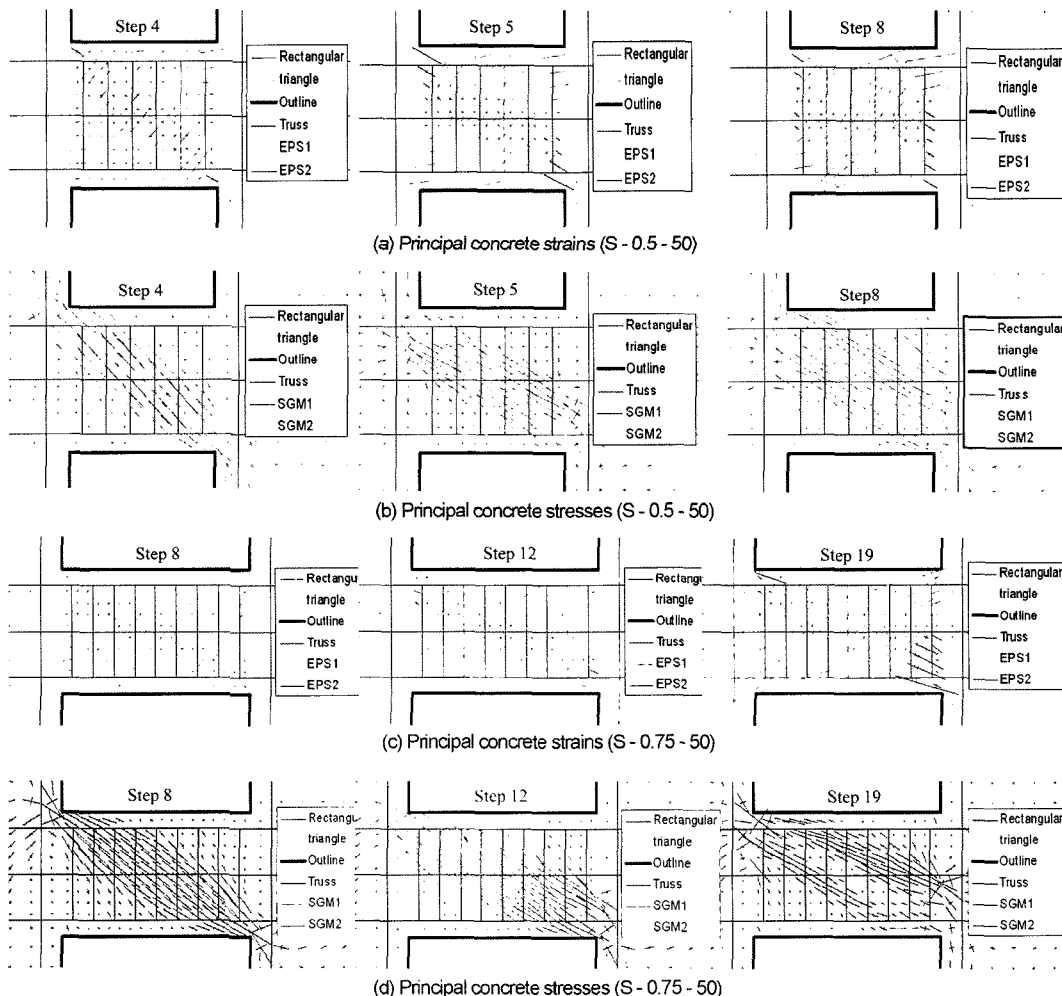 Step 4
Rectangular
triangle
Outline
Truss
EPS1
EPS2
Step 5
Rectangular
triangle
Outline
Truss
EPS1
EPS2
Step 8
Rectangular
triangle
Outline
Truss
EPS1
EPS2
(a) Principal concrete strains (S - 0.5 - 50)
Step 4
Rectangular
triangle
Outline
Truss
SGM1
SGM2
Step 5
Rectangular
triangle
Outline
Truss
SGM1
SGM2
Step8
Rectangular
triangle
Outline
Truss
SGM1
SGM2
(b) Principal concrete stresses (S - 0.5 - 50)
Step 8
Rectangu
triangle
Outline
Truss
EPS1
EPS2
Step 12
Rectangu
triangle
Outline
Truss
EPS1
EPS2
Step 19
Rectangular
triangle
Outline
Truss
EPS1
EPS2
(c) Principal concrete strains (S - 0.75 - 50)
Step 8
Rectangu
triangle
Outline
Truss
SGM1
SGM2
Step 12
Rectangular
triangle
Outline
Truss
SGM1
SGM2
Step 19
Rectangular
triangle
Outline
Truss
SGM1
SGM2
(d) Principal concrete stresses (S - 0.75 - 50)